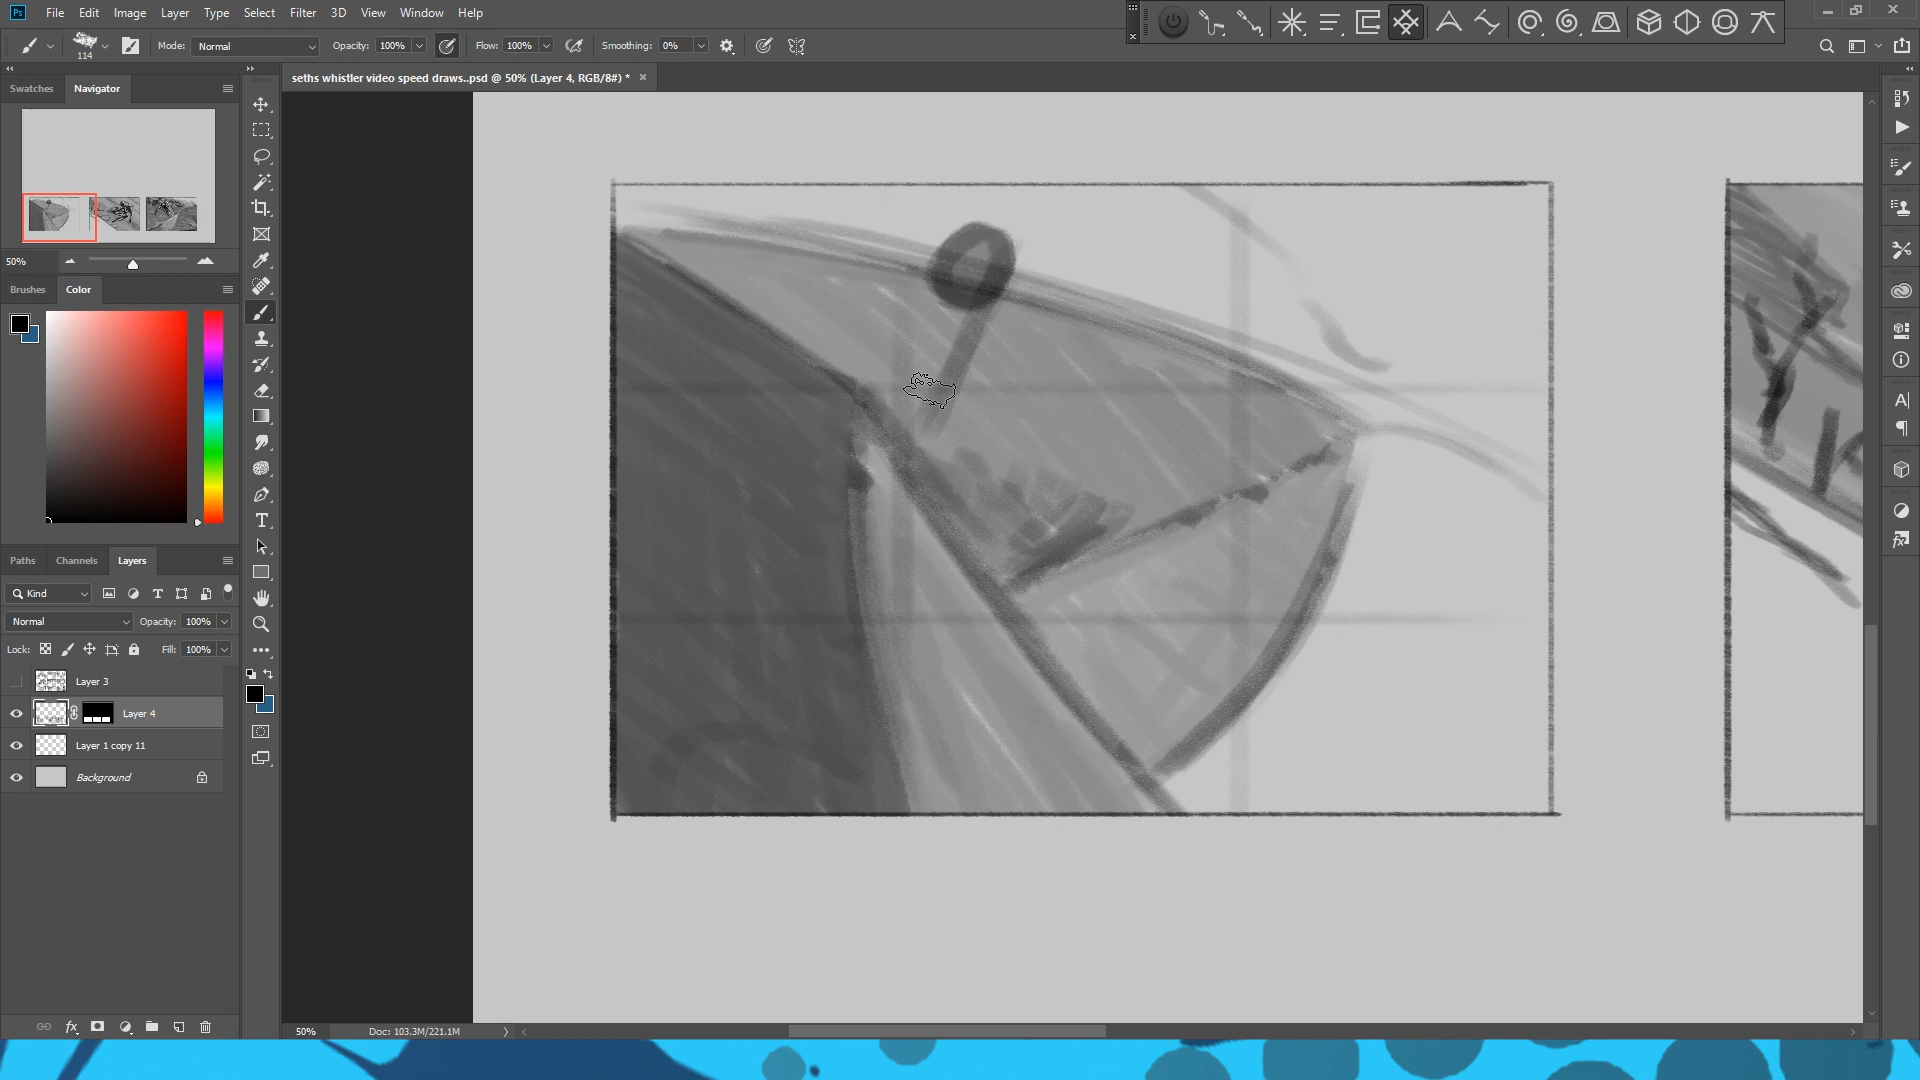 Ps File Edit Image Layer Type Select Filter 3D View Window Help
114 Mode: Normal Opacity: 100% Flow: 100% Smoothing: 0%
Swatches Navigator
seths whistler video speed draws..psd @ 50% (Layer 4, RGB/8#) *
50%
Brushes Color
Paths Channels Layers
Kind
Normal Opacity: 100%
Lock: Fill: 100%
Layer 3
Layer 4
Layer 1 copy 11
Background
50% Doc: 103.3M/221.1M